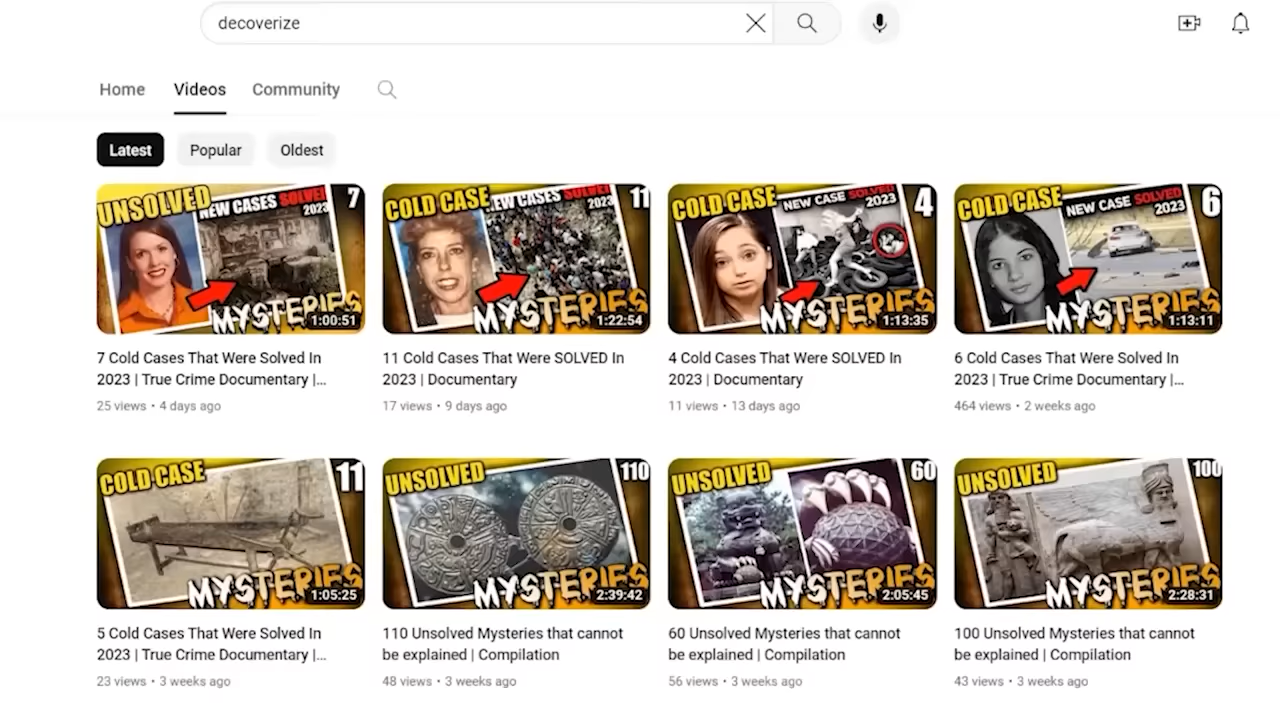 decoverize
Home Videos Community
Latest Popular Oldest
UNSOLVED NEW CASES SOLVED 2023 7
MYSTERIES
1:00:51
COLD CASE NEW CASES SOLVED 2023 11
MYSTERIES
1:22:54
COLD CASE NEW CASE SOLVED 2023 4
MYSTERIES
1:13:35
COLD CASE NEW CASE SOLVED 2023 6
MYSTERIES
1:13:11
7 Cold Cases That Were Solved In
2023 | True Crime Documentary |...
25 views • 4 days ago
11 Cold Cases That Were SOLVED In
2023 | Documentary
17 views • 9 days ago
4 Cold Cases That Were SOLVED In
2023 | Documentary
11 views • 13 days ago
6 Cold Cases That Were Solved In
2023 | True Crime Documentary |...
464 views • 2 weeks ago
COLD CASE 11
MYSTERIES
1:05:25
UNSOLVED 110
MYSTERIES
2:39:42
UNSOLVED 60
MYSTERIES
2:05:45
UNSOLVED 100
MYSTERIES
2:28:31
5 Cold Cases That Were Solved In
2023 | True Crime Documentary |...
23 views • 3 weeks ago
110 Unsolved Mysteries that cannot
be explained | Compilation
48 views • 3 weeks ago
60 Unsolved Mysteries that cannot
be explained | Compilation
56 views • 3 weeks ago
100 Unsolved Mysteries that cannot
be explained | Compilation
43 views • 3 weeks ago